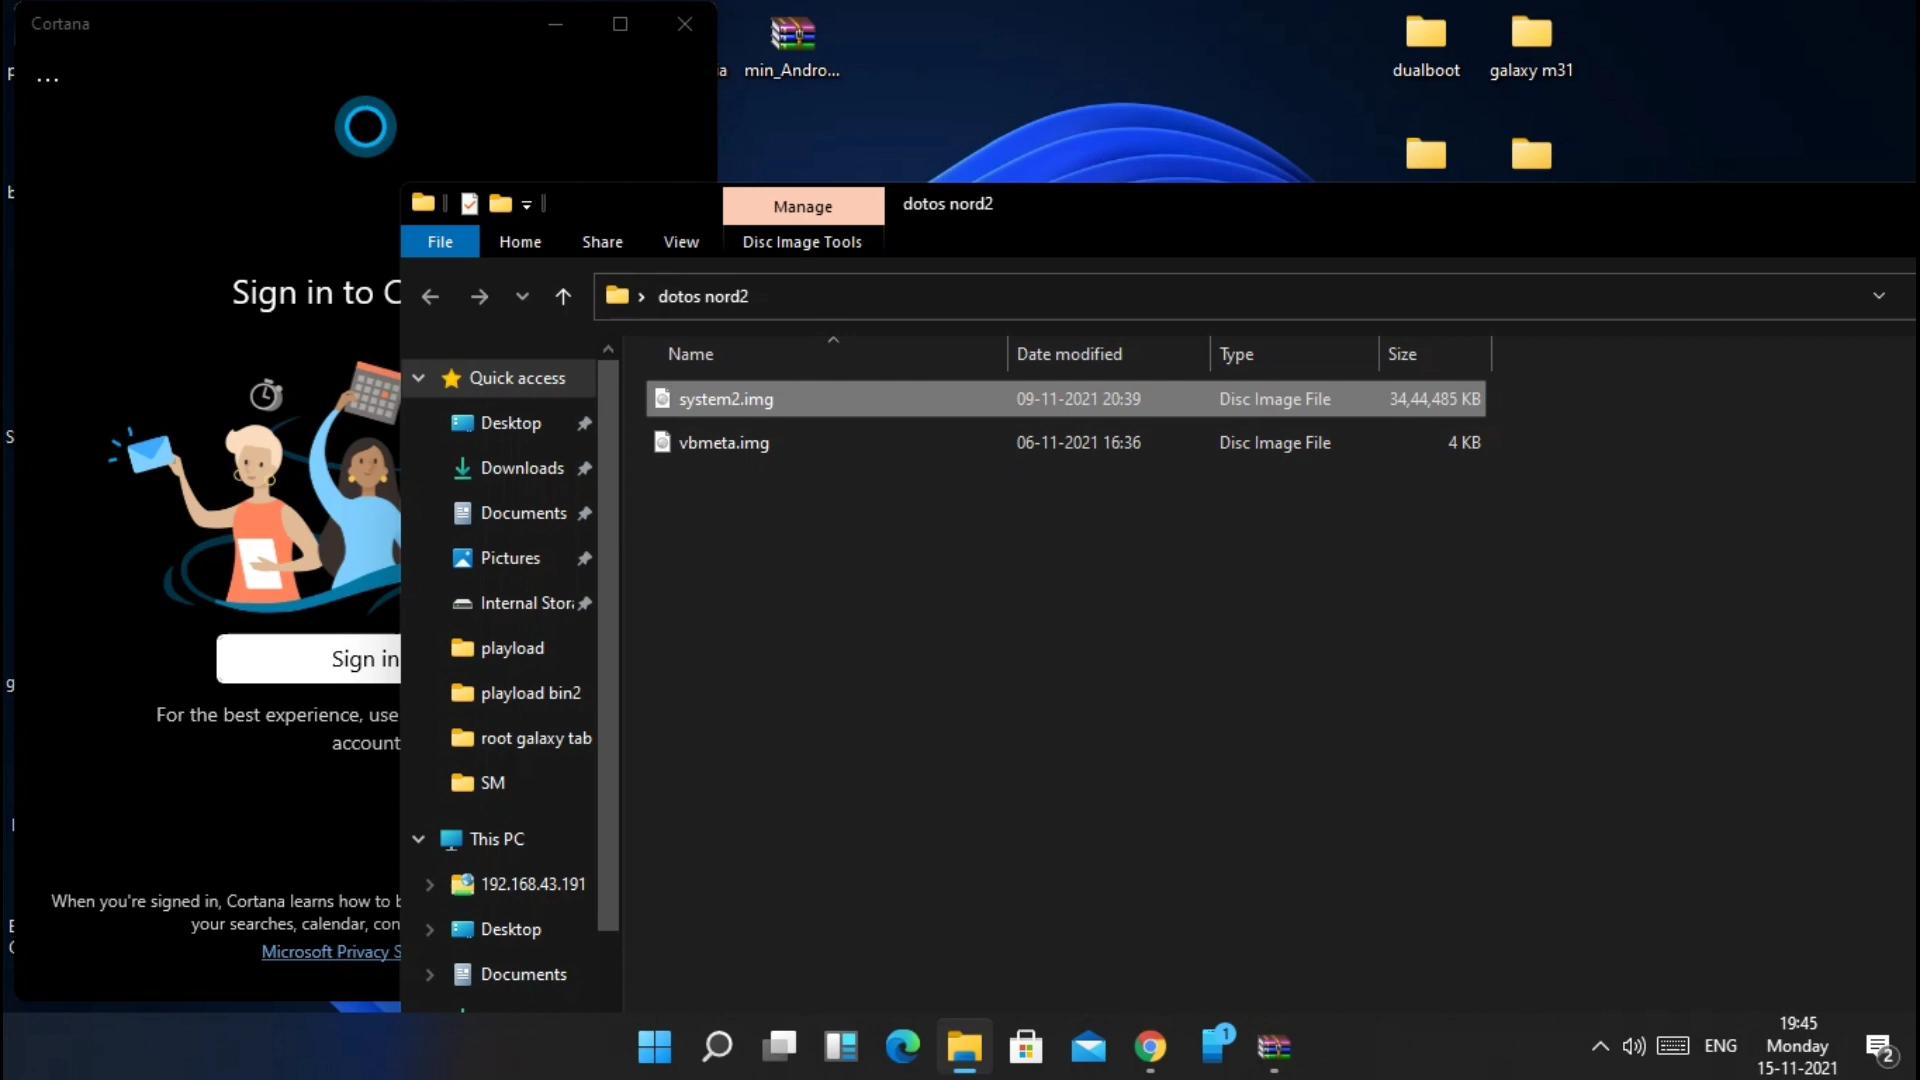 Cortana
...
ia
min_Andro...
dualboot
galaxy m31
Manage
dotos nord2
File
Home
Share
View
Disc Image Tools
dotos nord2
Sign in to C
Name
Date modified
Type
Size
Quick access
system2.img
09-11-2021 20:39
Disc Image File
34,44,485 KB
Desktop
vbmeta.img
06-11-2021 16:36
Disc Image File
4 KB
Downloads
Documents
Pictures
Internal Stor
playload
Sign in
playload bin2
For the best experience, use
account
root galaxy tab
SM
This PC
192.168.43.191
When you're signed in, Cortana learns how to b
your searches, calendar, con
Microsoft Privacy S
Desktop
Documents
1
ENG
19:45
Monday
15-11-2021
2